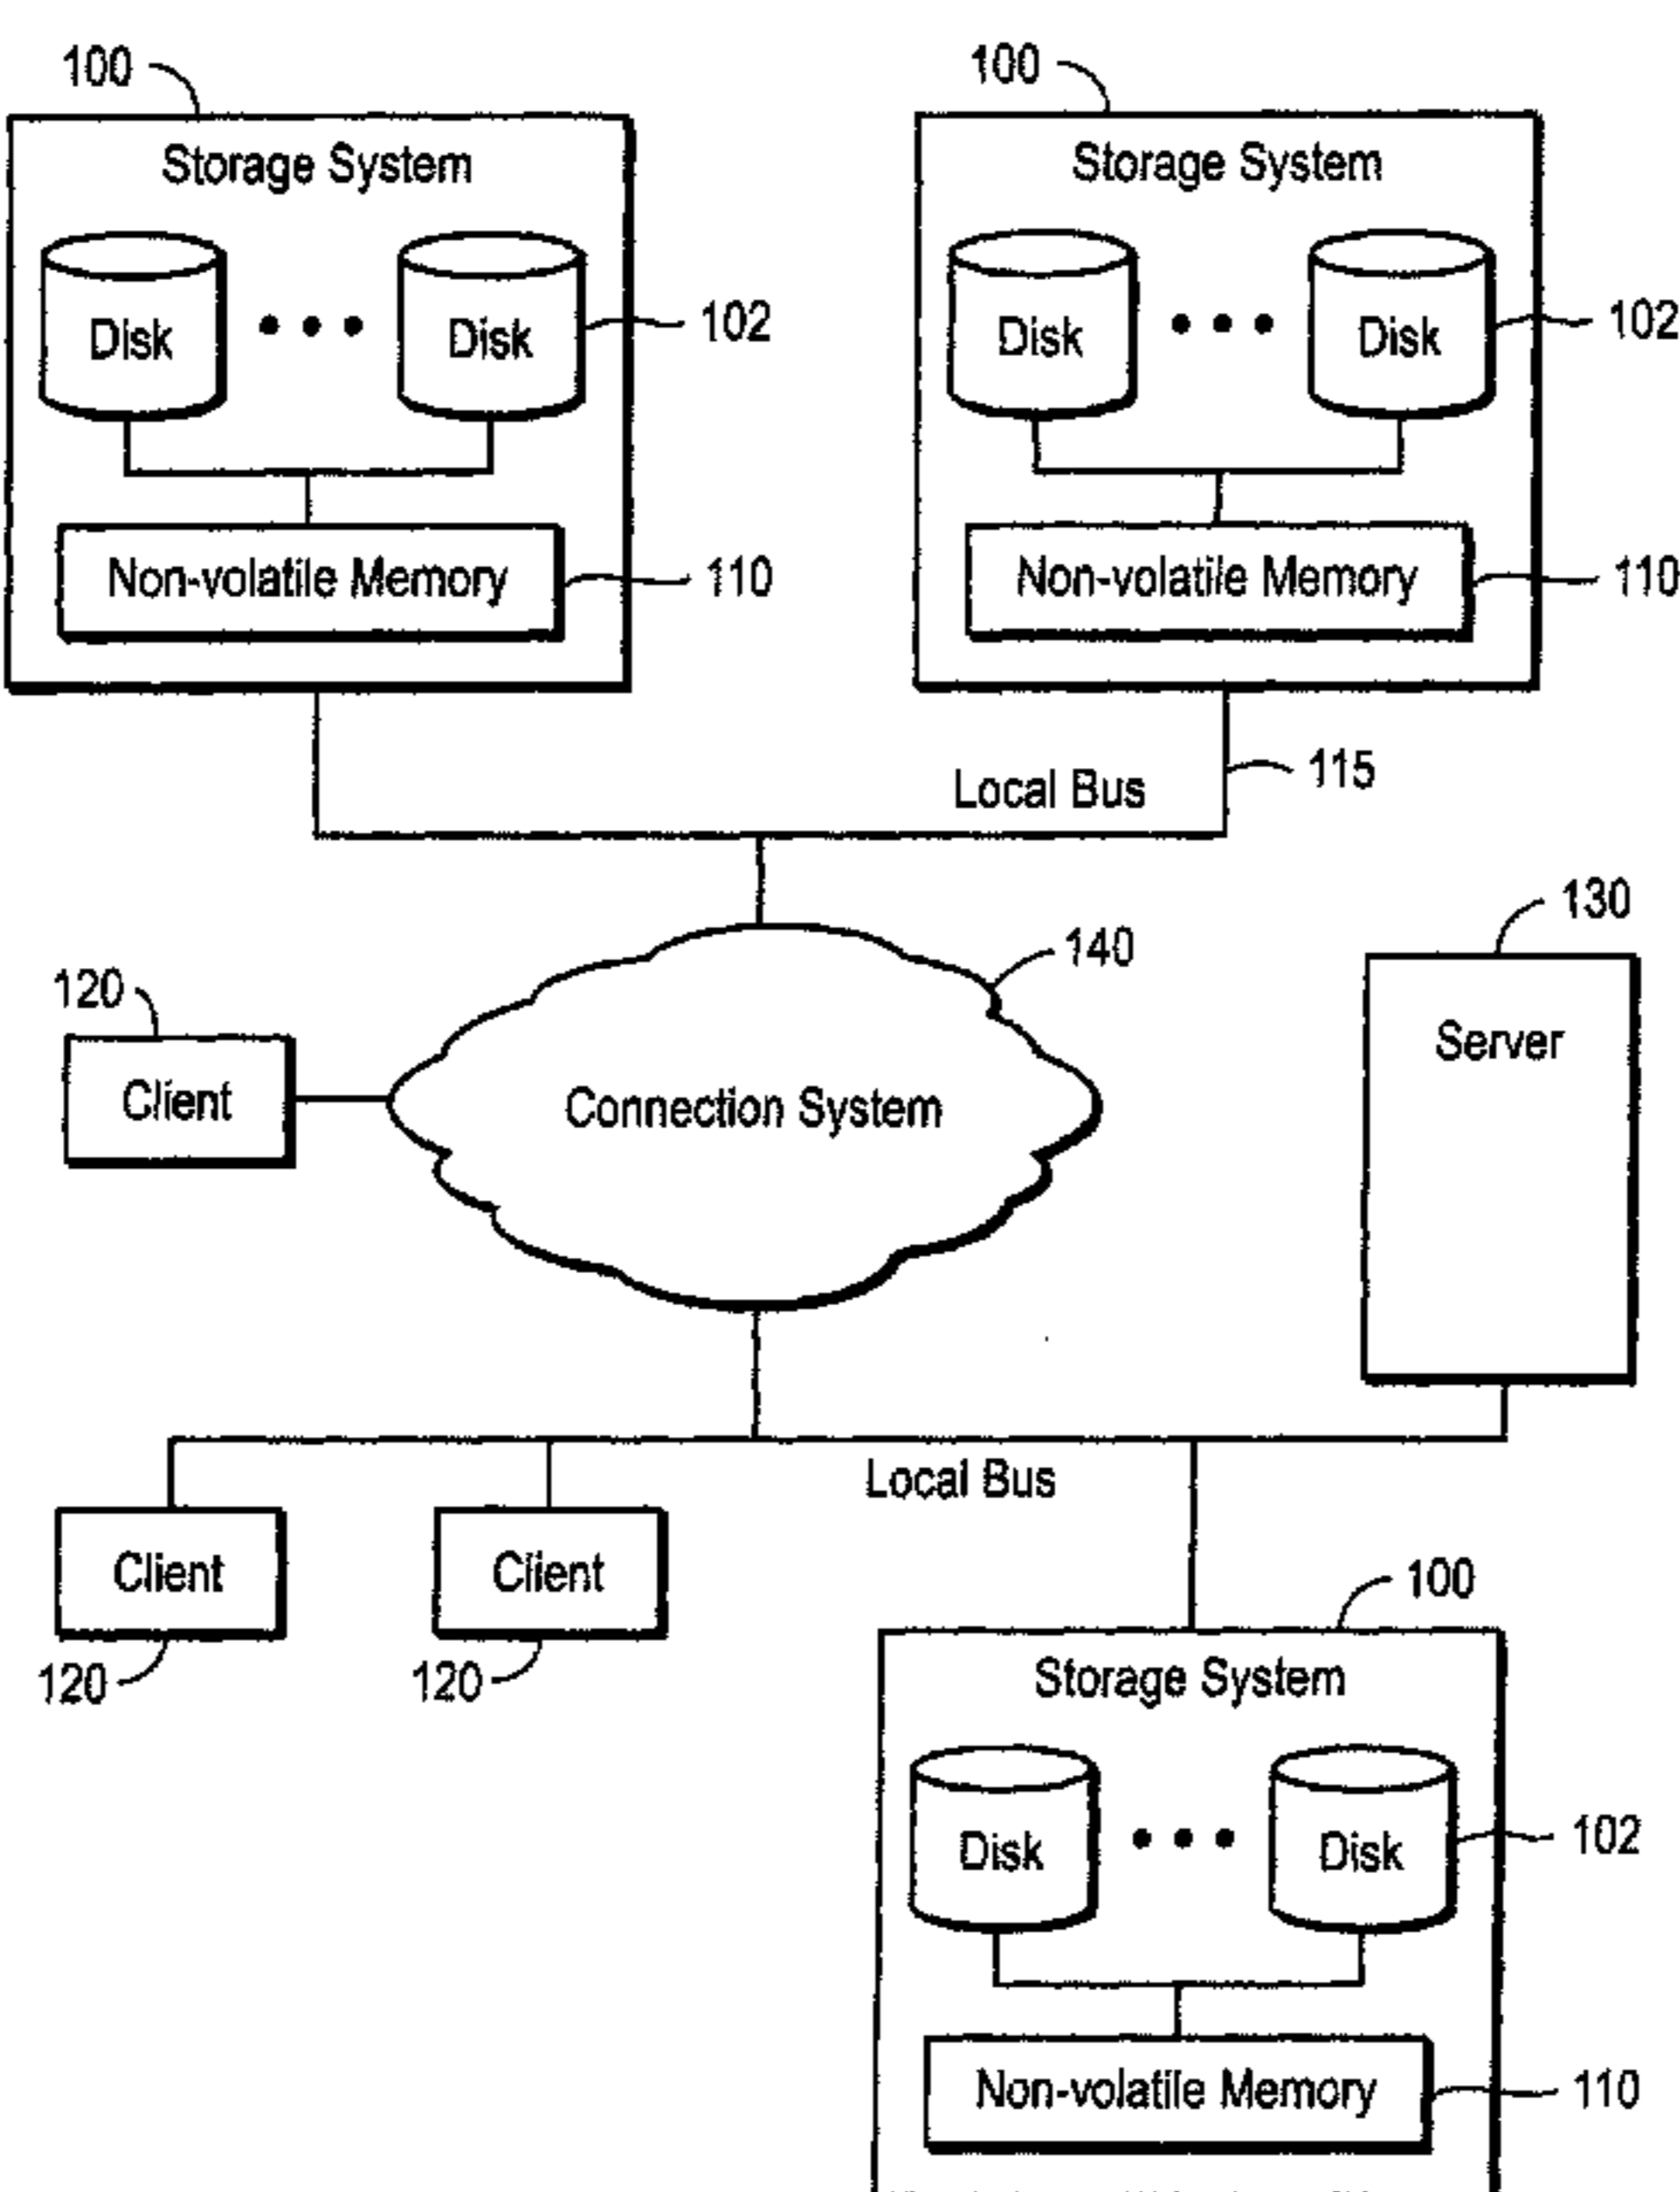 100
100
Storage System
Storage System
Disk
Disk
102
Disk
Disk
102
Non-volatile Memory
110
Non-volatile Memory
110
Local Bus
115
130
140
120
Server
Client
Connection System
Local Bus
Client
Client
100
120
120
Storage System
Disk
Disk
102
Non-volatile Memory
110